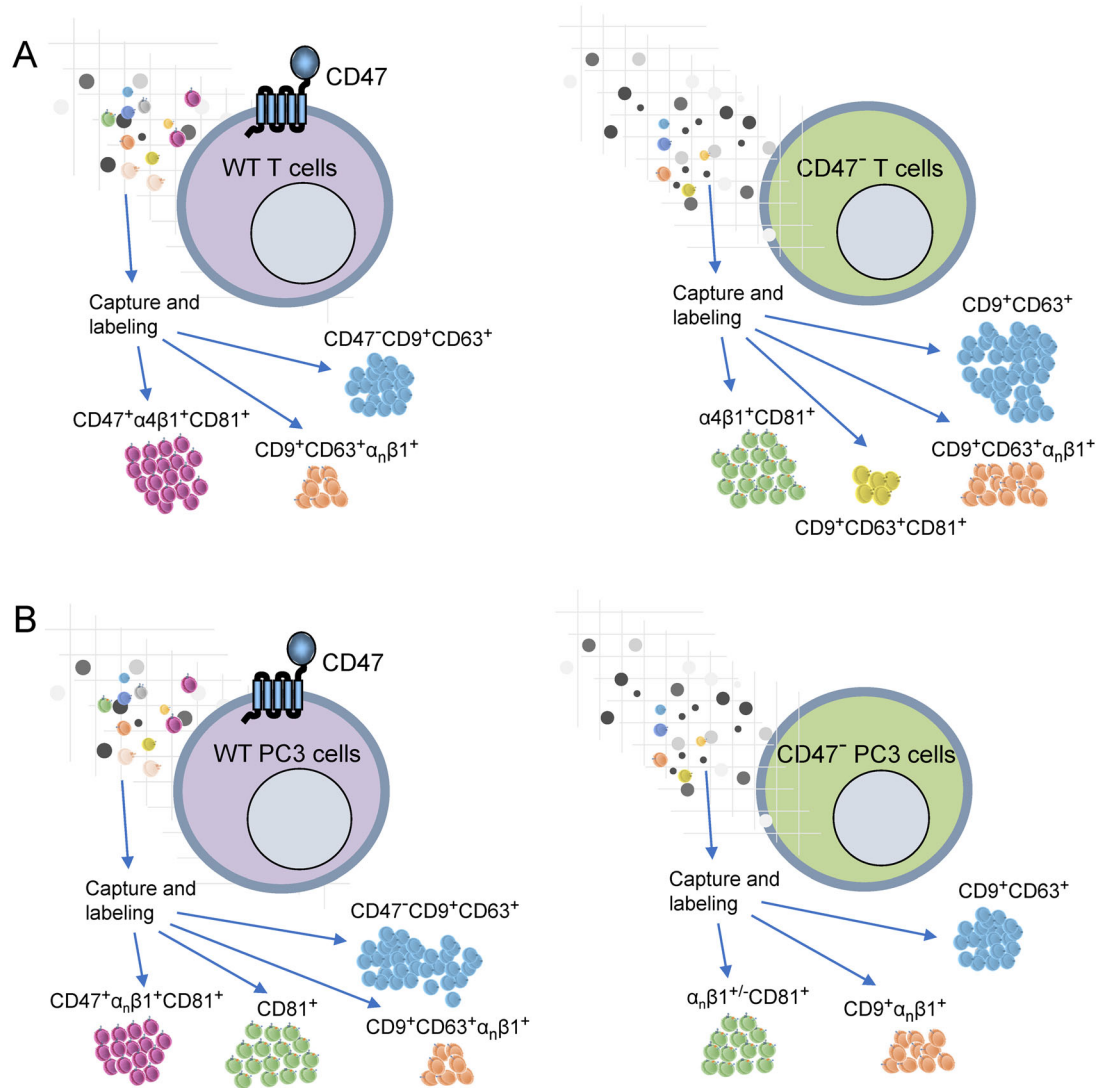 A
CD47
WT T cells
Capture and
labeling
CD47⁻CD9⁺CD63⁺
CD47⁺α4β1⁺CD81⁺
CD9⁺CD63⁺αₙβ1⁺
CD47⁻ T cells
Capture and
labeling
CD9⁺CD63⁺
α4β1⁺CD81⁺
CD9⁺CD63⁺αₙβ1⁺
CD9⁺CD63⁺CD81⁺
B
CD47
WT PC3 cells
Capture and
labeling
CD47⁻CD9⁺CD63⁺
CD47⁺αₙβ1⁺CD81⁺
CD81⁺
CD9⁺CD63⁺αₙβ1⁺
CD47⁻ PC3 cells
Capture and
labeling
CD9⁺CD63⁺
αₙβ1⁺/⁻CD81⁺
CD9⁺αₙβ1⁺